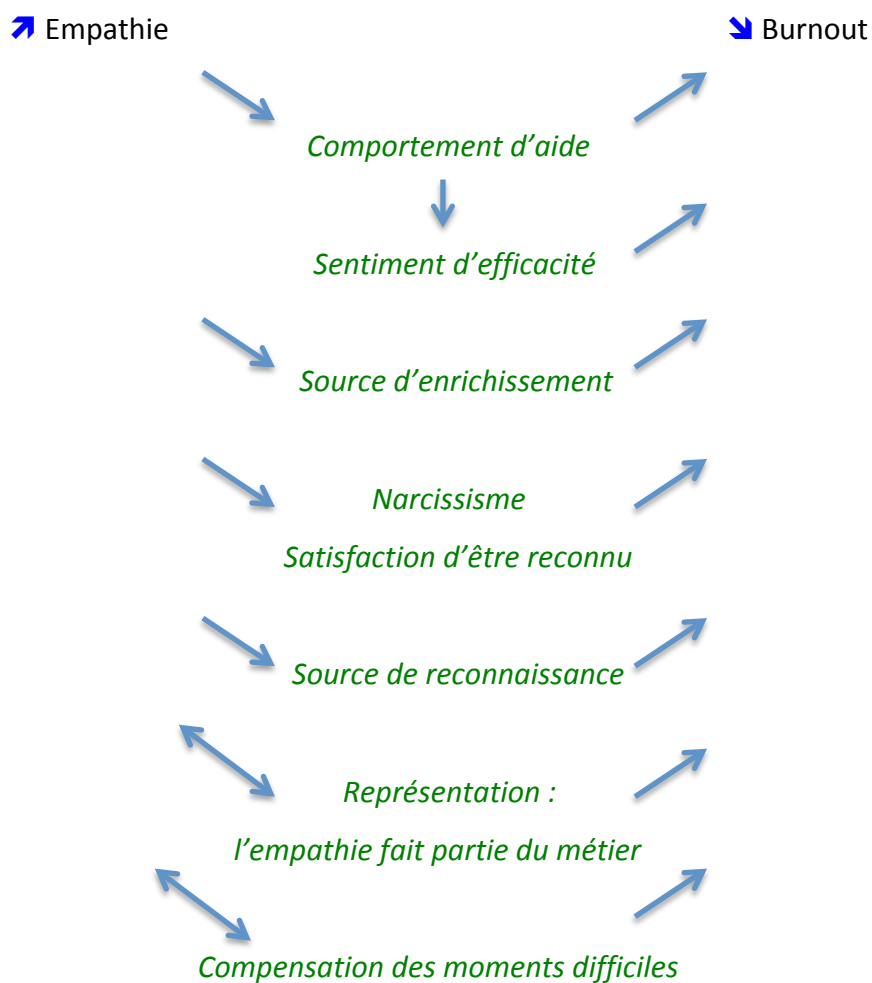 Empathie
Burnout
Comportement d’aide
Sentiment d’efficacité
Source d’enrichissement
Narcissisme
Satisfaction d’être reconnu
Source de reconnaissance
Représentation :
l’empathie fait partie du métier
Compensation des moments difficiles